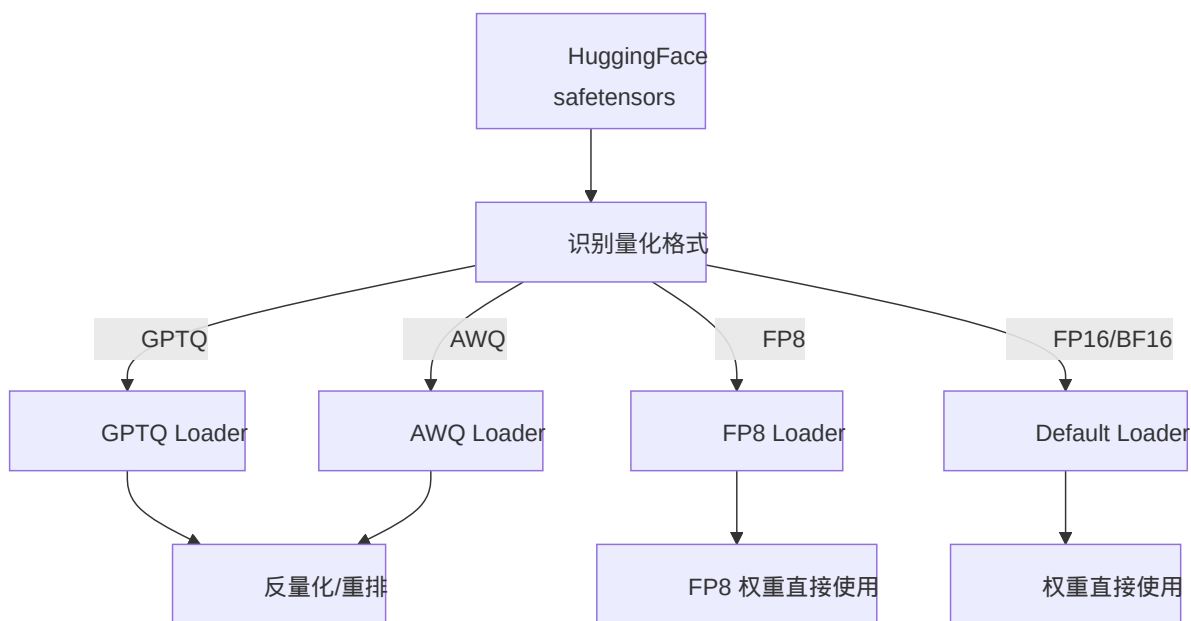 HuggingFace
safetensors
识别量化格式
GPTQ
AWQ
FP8
FP16/BF16
GPTQ Loader
AWQ Loader
FP8 Loader
Default Loader
反量化/重排
FP8 权重直接使用
权重直接使用